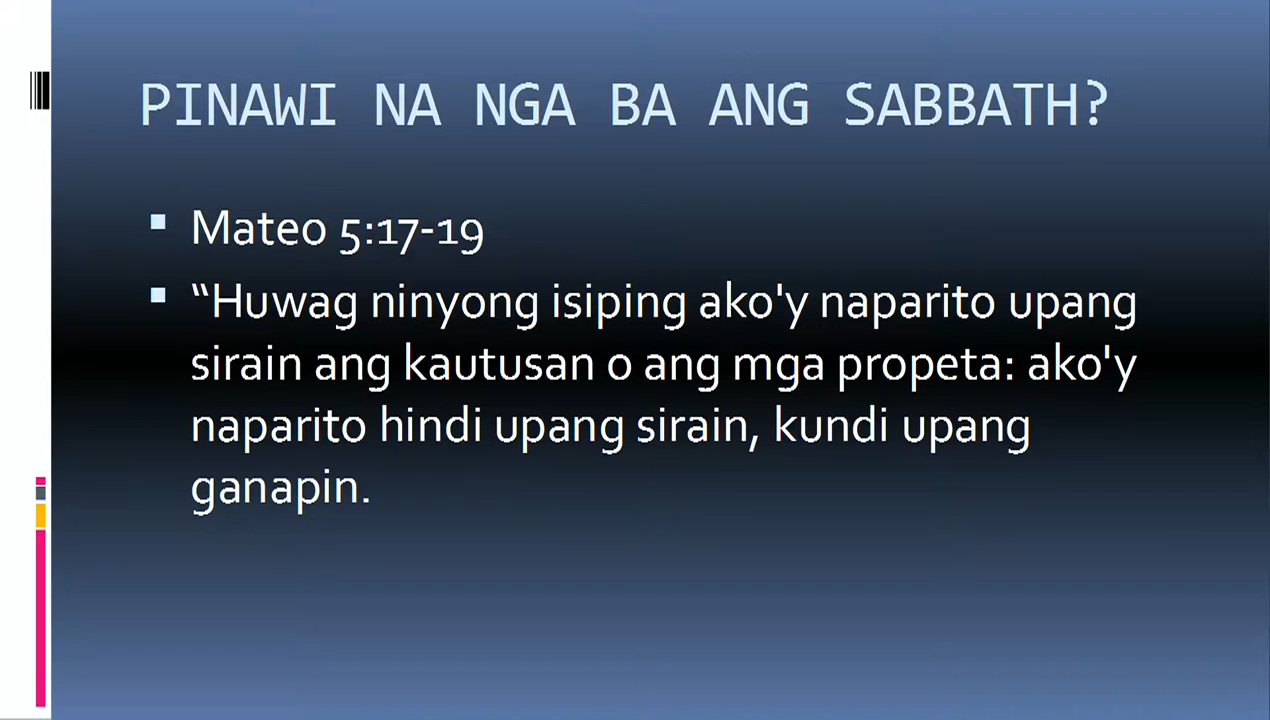 PINAWI NA NGA BA ANG SABBATH?
Mateo 5:17-19
“Huwag ninyong isiping ako'y naparito upang
sirain ang kautusan o ang mga propeta: ako'y
naparito hindi upang sirain, kundi upang
ganapin.